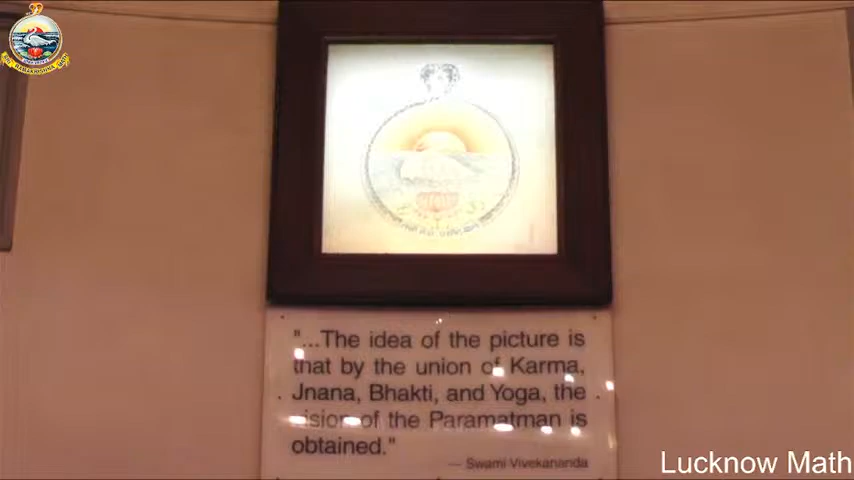 "...The idea of the picture is
that by the union of Karma,
Jnana, Bhakti, and Yoga, the
vision of the Paramatman is
obtained."
— Swami Vivekananda
Lucknow Math